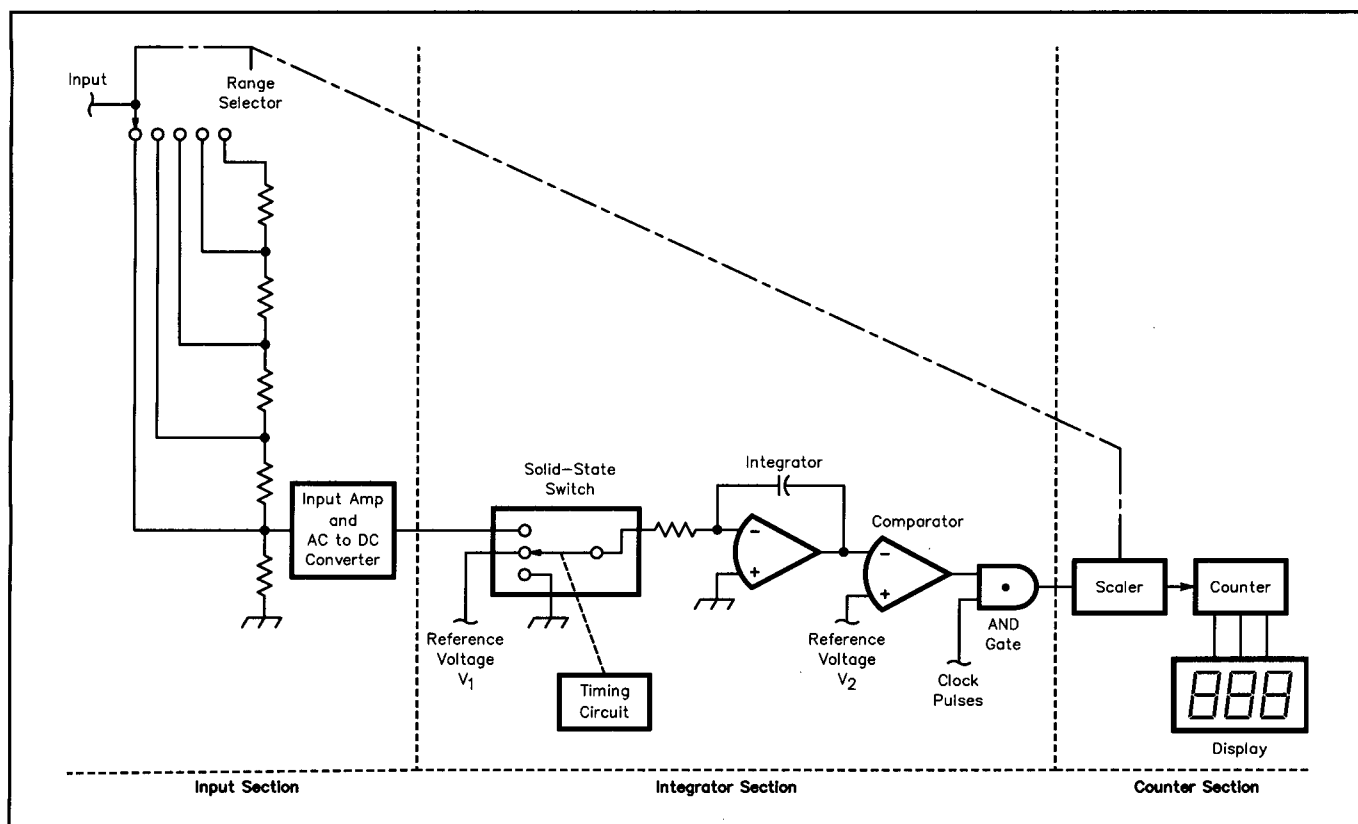 Input
Range
Selector
Input Amp
and
AC to DC
Converter
Solid-State
Switch
Reference
Voltage
V1
Timing
Circuit
Integrator
-
+
Comparator
-
+
Reference
Voltage
V2
AND
Gate
Clock
Pulses
Scaler
Counter
888
Display
Input Section
Integrator Section
Counter Section